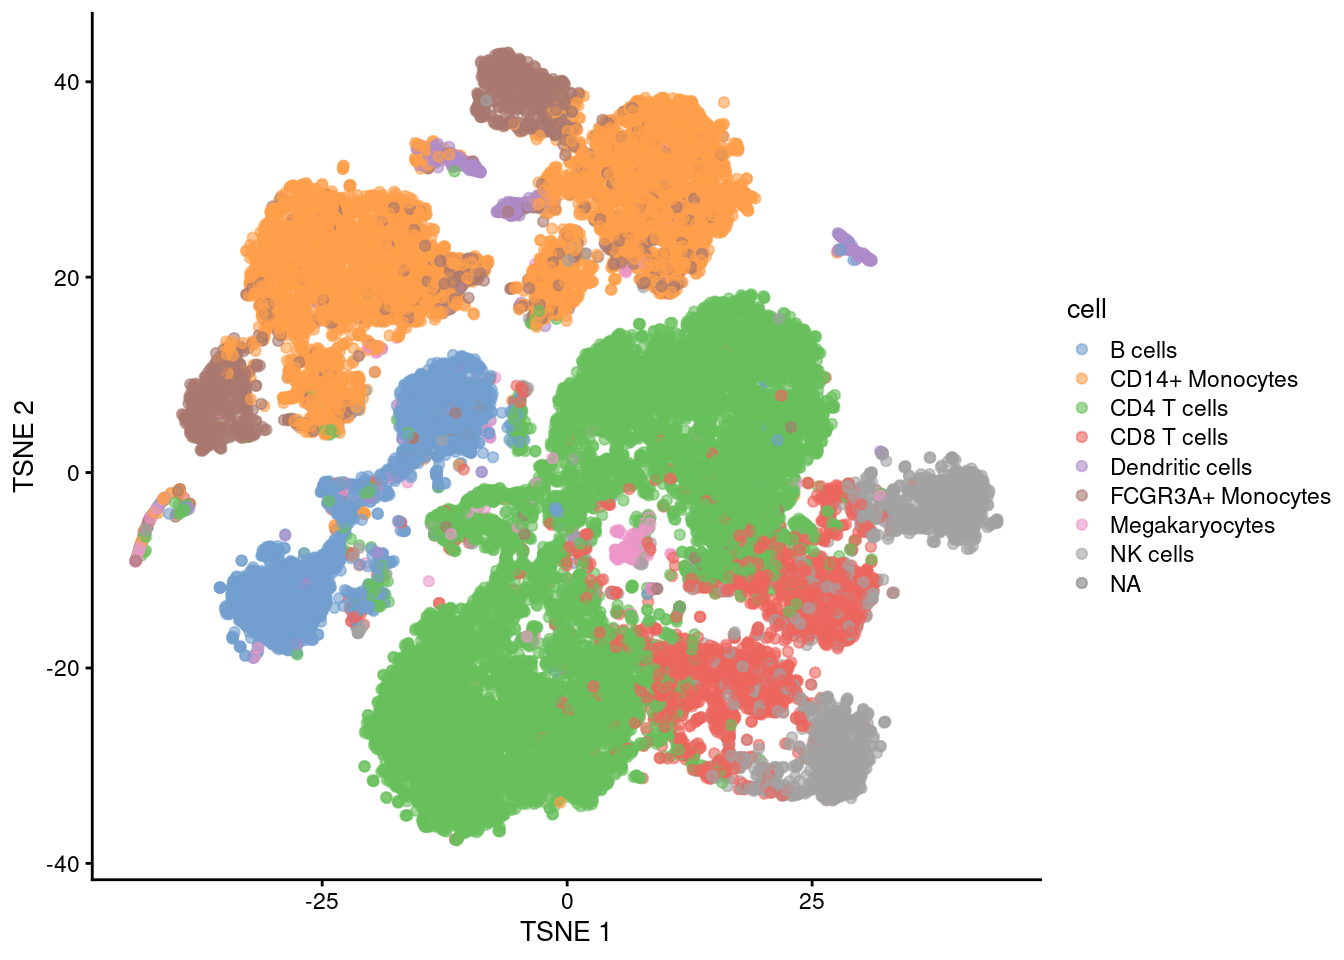 40
20
0
-20
-40
TSNE 2
-25
0
25
TSNE 1
cell
B cells
CD14+ Monocytes
CD4 T cells
CD8 T cells
Dendritic cells
FCGR3A+ Monocytes
Megakaryocytes
NK cells
NA